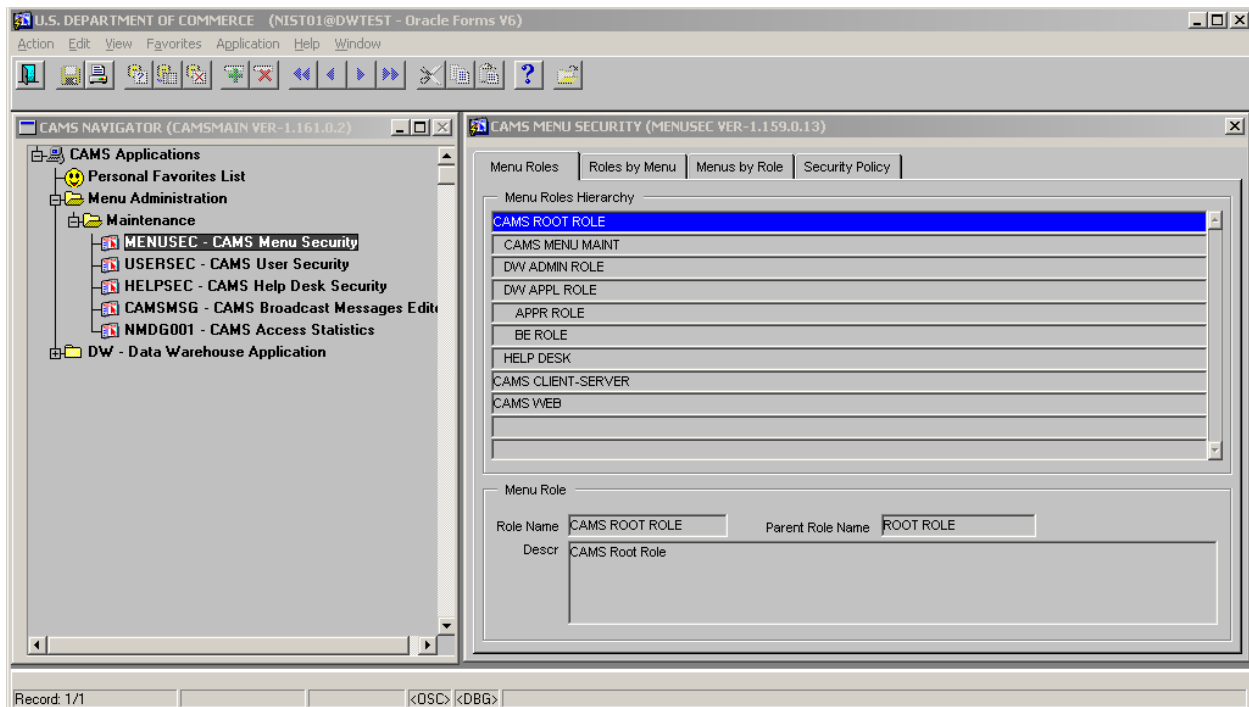 U.S. DEPARTMENT OF COMMERCE (NIST01@DWTEST - Oracle Forms V6)
Action Edit View Favorites Application Help Window
CAMS NAVIGATOR (CAMSMAIN VER-1.161.0.2)
CAMS Applications
Personal Favorites List
Menu Administration
Maintenance
MENUSEC - CAMS Menu Security
USERSEC - CAMS User Security
HELPSEC - CAMS Help Desk Security
CAMSMSG - CAMS Broadcast Messages Edit
NMDG001 - CAMS Access Statistics
DW - Data Warehouse Application
CAMS MENU SECURITY (MENUSEC VER-1.159.0.13)
Menu Roles Roles by Menu Menus by Role Security Policy
Menu Roles Hierarchy
CAMS ROOT ROLE
CAMS MENU MAINT
DW ADMIN ROLE
DW APPL ROLE
APPR ROLE
BE ROLE
HELP DESK
CAMS CLIENT-SERVER
CAMS WEB
Menu Role
Role Name CAMS ROOT ROLE Parent Role Name ROOT ROLE
Descr CAMS Root Role
Record: 1/1 <OSC> <DBG>